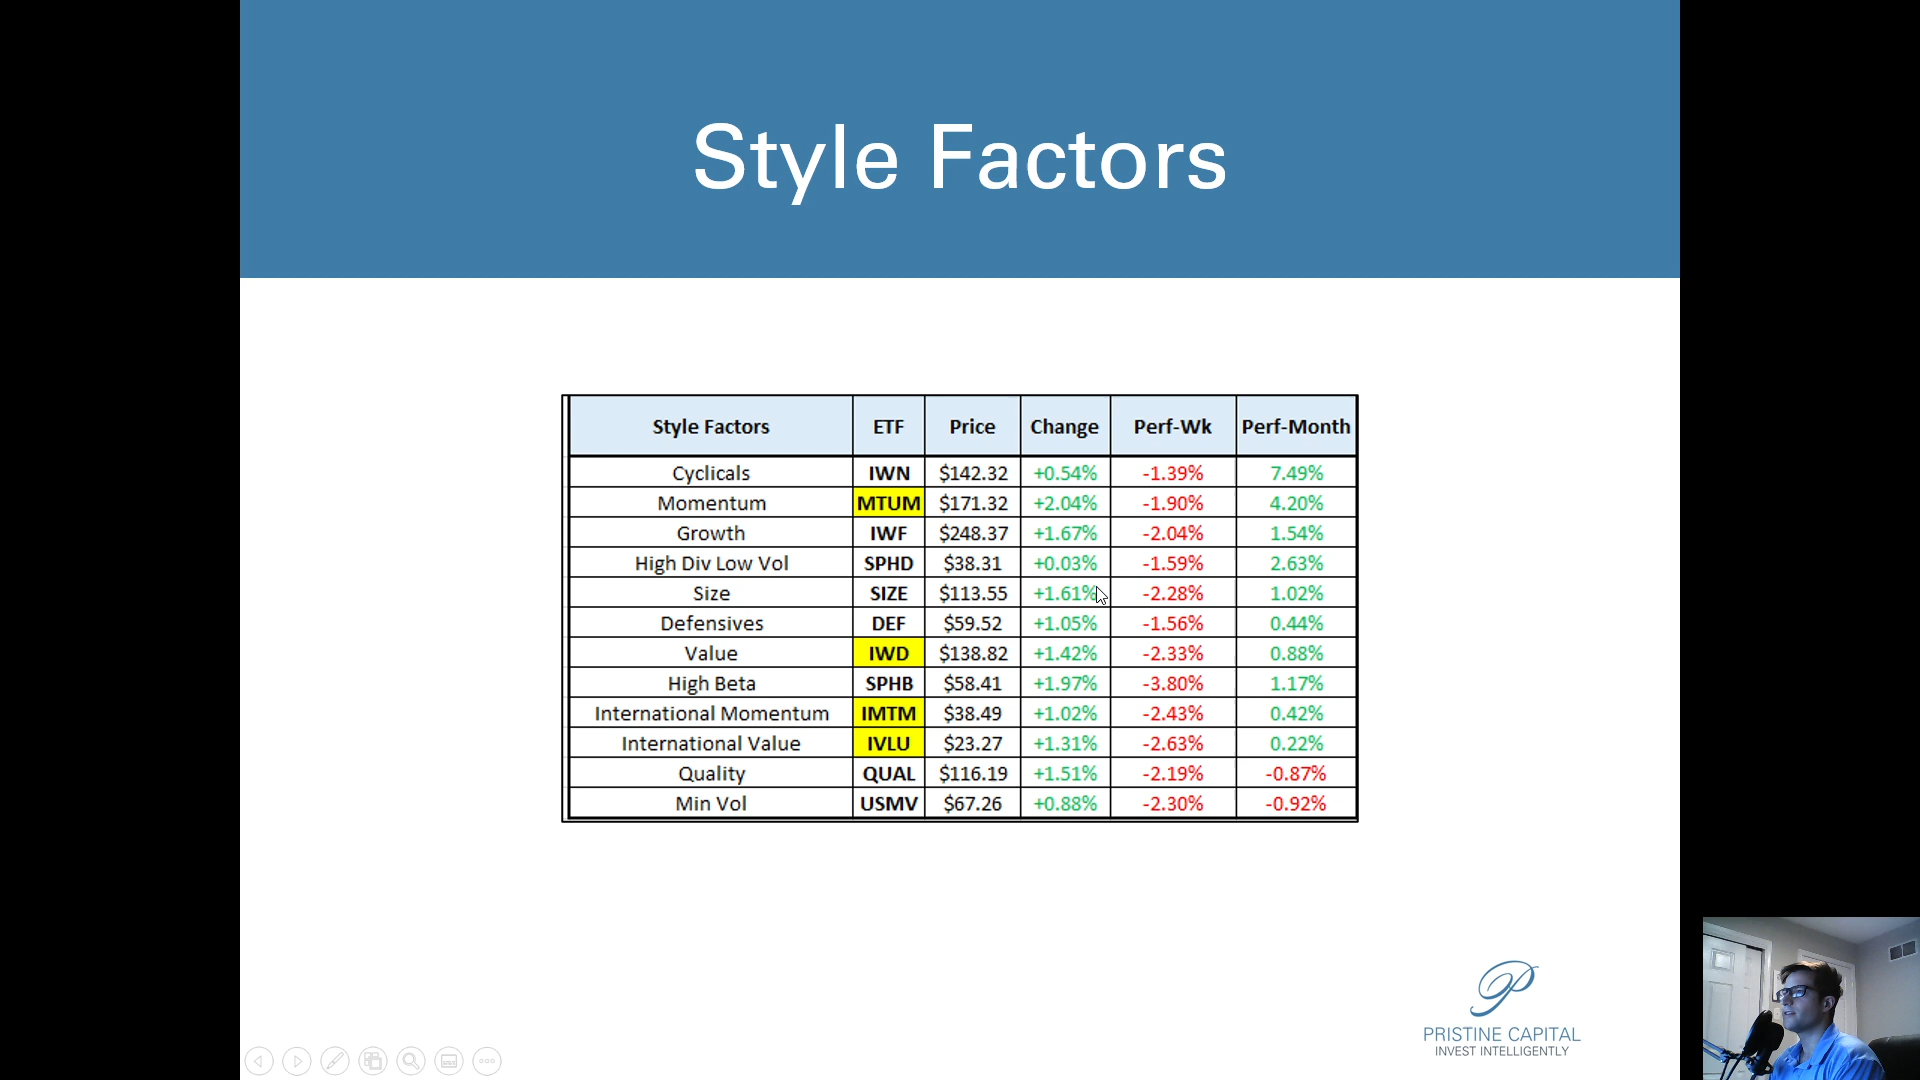 Style Factors
Style Factors ETF Price Change Perf-Wk Perf-Month
Cyclicals IWN $142.32 +0.54% -1.39% 7.49%
Momentum MTUM $171.32 +2.04% -1.90% 4.20%
Growth IWF $248.37 +1.67% -2.04% 1.54%
High Div Low Vol SPHD $38.31 +0.03% -1.59% 2.63%
Size SIZE $113.55 +1.61% -2.28% 1.02%
Defensives DEF $59.52 +1.05% -1.56% 0.44%
Value IWD $138.82 +1.42% -2.33% 0.88%
High Beta SPHB $58.41 +1.97% -3.80% 1.17%
International Momentum IMTM $38.49 +1.02% -2.43% 0.42%
International Value IVLU $23.27 +1.31% -2.63% 0.22%
Quality QUAL $116.19 +1.51% -2.19% -0.87%
Min Vol USMV $67.26 +0.88% -2.30% -0.92%
PRISTINE CAPITAL
INVEST INTELLIGENTLY